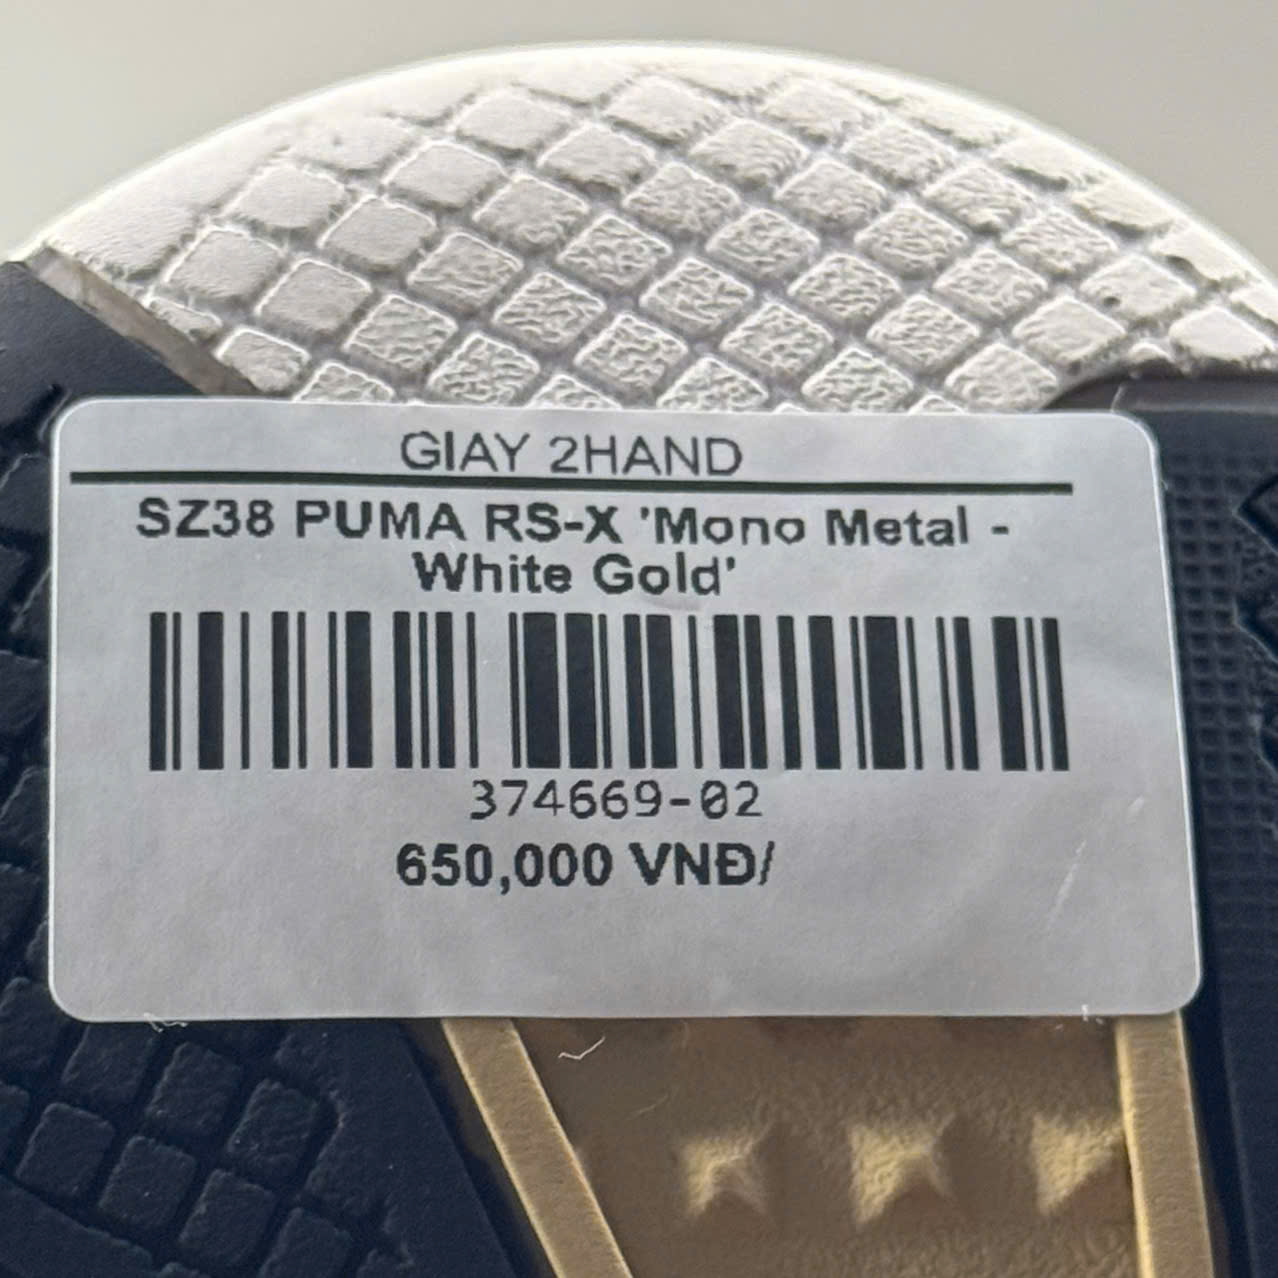 GIAY 2HAND
SZ38 PUMA RS-X 'Mono Metal -
White Gold'
374669-02
650,000 VNĐ/